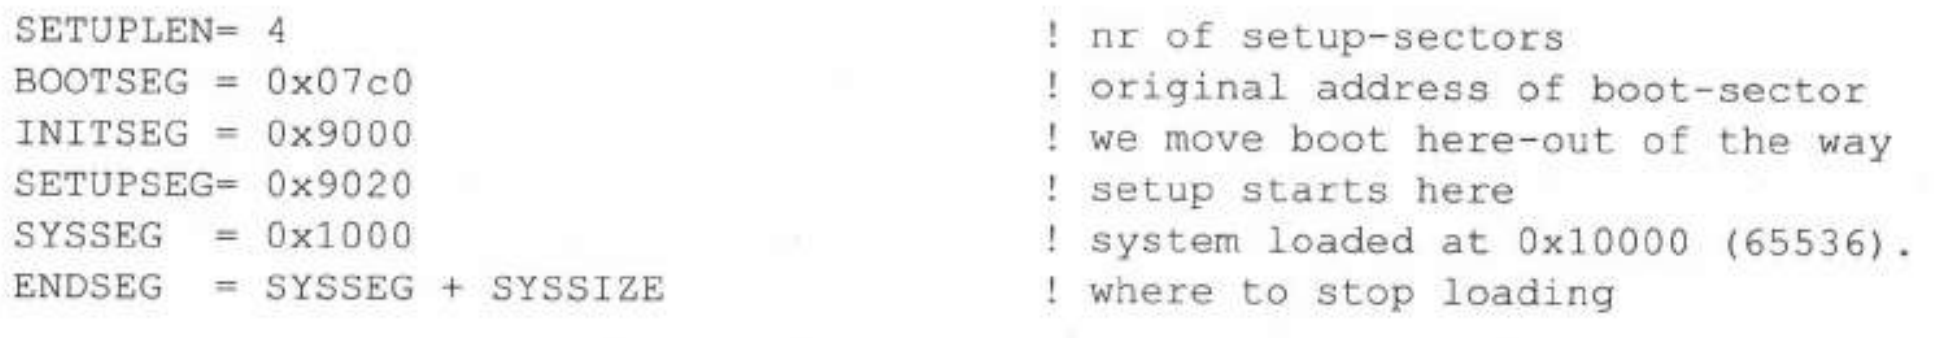 SETUPLEN= 4 ! nr of setup-sectors
BOOTSEG = 0x07c0 ! original address of boot-sector
INITSEG = 0x9000 ! we move boot here-out of the way
SETUPSEG= 0x9020 ! setup starts here
SYSSEG = 0x1000 ! system loaded at 0x10000 (65536).
ENDSEG = SYSSEG + SYSSIZE ! where to stop loading